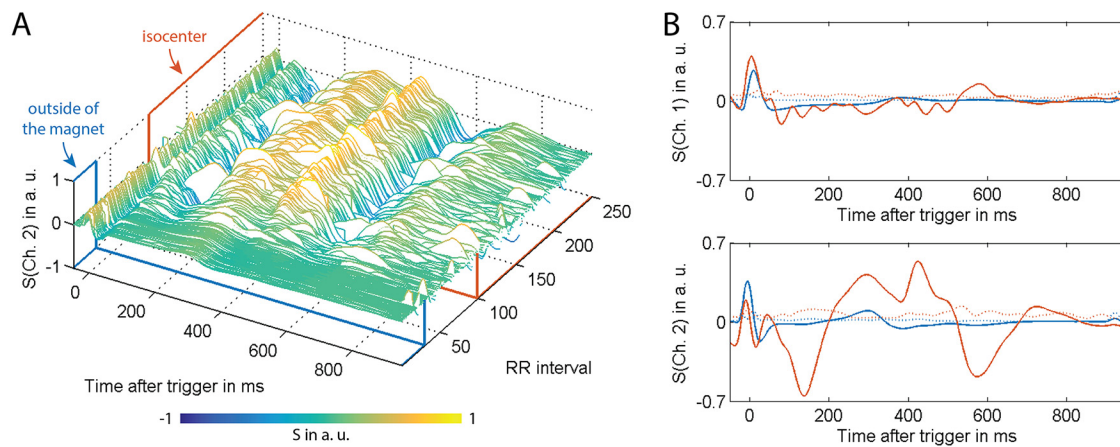 A
isocenter
outside of
the magnet
S(Ch. 2) in a. u.
1
0
-1
0
200
400
600
800
Time after trigger in ms
50
100
150
200
250
RR interval
-1
1
S in a. u.
B
S(Ch. 1) in a. u.
0.7
0
-0.7
0
200
400
600
800
Time after trigger in ms
S(Ch. 2) in a. u.
0.7
0
-0.7
0
200
400
600
800
Time after trigger in ms